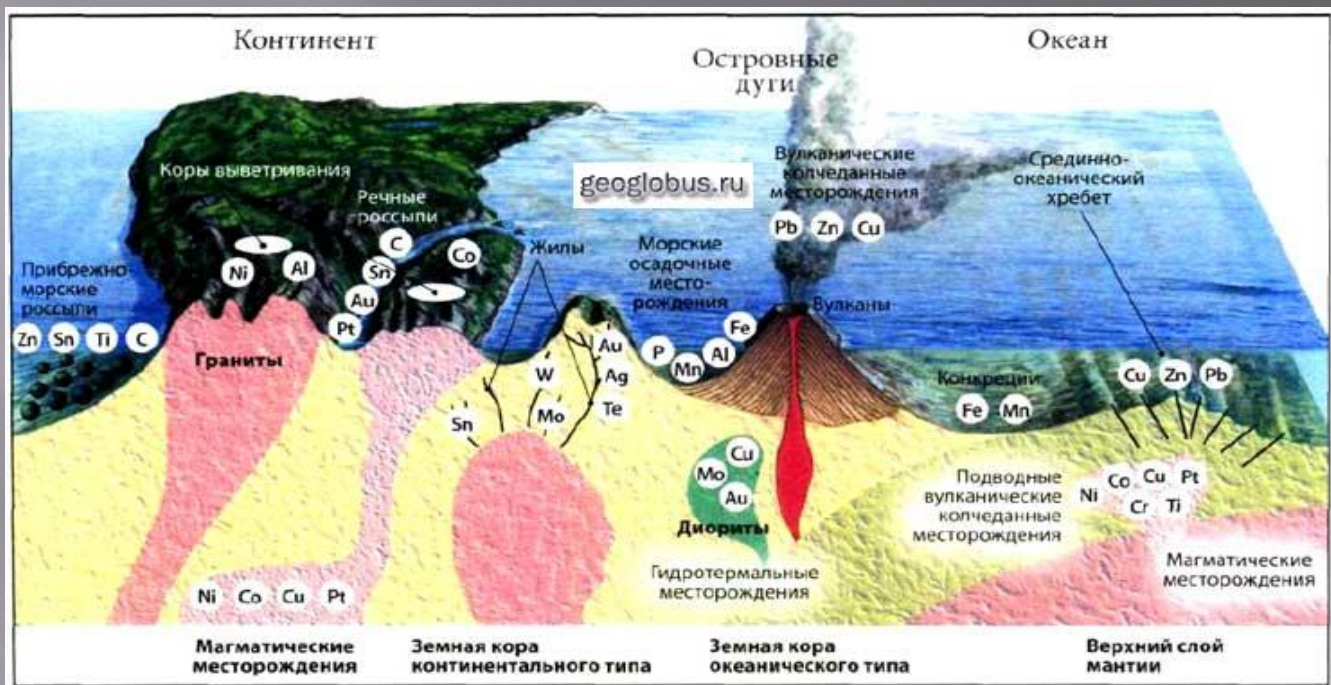 Континент
Островные
дуги
Океан
Коры выветривания
Речные
россыпи
geoglobus.ru
Вулканические
колчеданные
месторождения
Срединно-
океанический
хребет
Прибрежно-
морские
россыпи
Zn Sn Ti C
Ni Al
C
Sn
Au
Pt
Co
Жилы
Морские
осадочные
место-
рождения
Pb Zn Cu
Вулканы
Граниты
Sn
W
Mo
Au
Ag
Te
P Mn Al Fe
Конкреции
Fe Mn
Cu Zn Pb
Cu
Mo
Au
Диориты
Гидротермальные
месторождения
Подводные
вулканические
колчеданные
месторождения
Ni Co Cu Pt
Cr Ti
Магматические
месторождения
Ni Co Cu Pt
Магматические
месторождения
Земная кора
континентального типа
Земная кора
океанического типа
Верхний слой
мантии